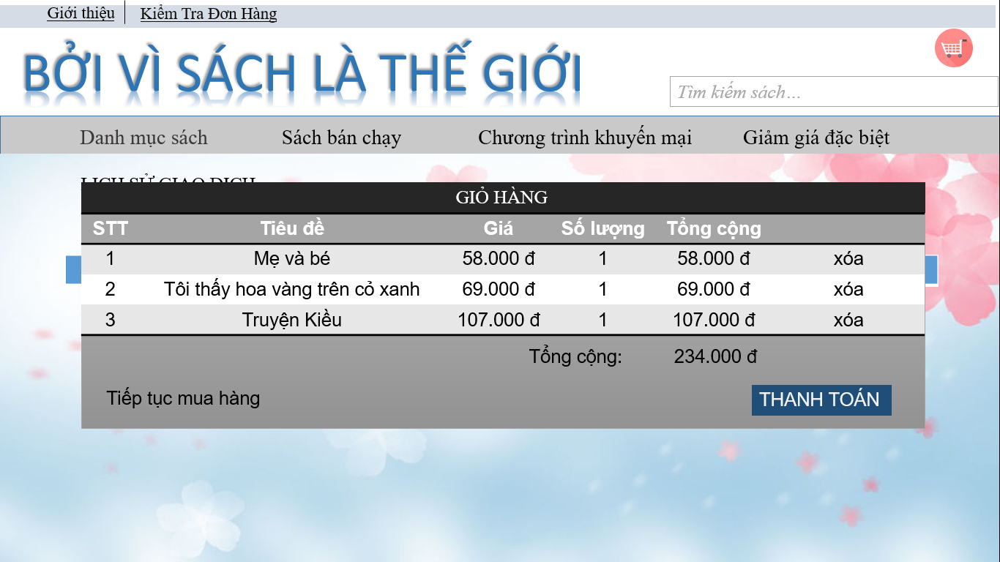 Giới thiệu Kiểm Tra Đơn Hàng
BỞI VÌ SÁCH LÀ THẾ GIỚI
Tìm kiếm sách...
Danh mục sách Sách bán chạy Chương trình khuyến mại Giảm giá đặc biệt
LỊCH SỬ GIAO DỊCH
GIỎ HÀNG
STT Tiêu đề Giá Số lượng Tổng cộng
1 Mẹ và bé 58.000 đ 1 58.000 đ xóa
2 Tôi thấy hoa vàng trên cỏ xanh 69.000 đ 1 69.000 đ xóa
3 Truyện Kiều 107.000 đ 1 107.000 đ xóa
Tổng cộng: 234.000 đ
Tiếp tục mua hàng THANH TOÁN